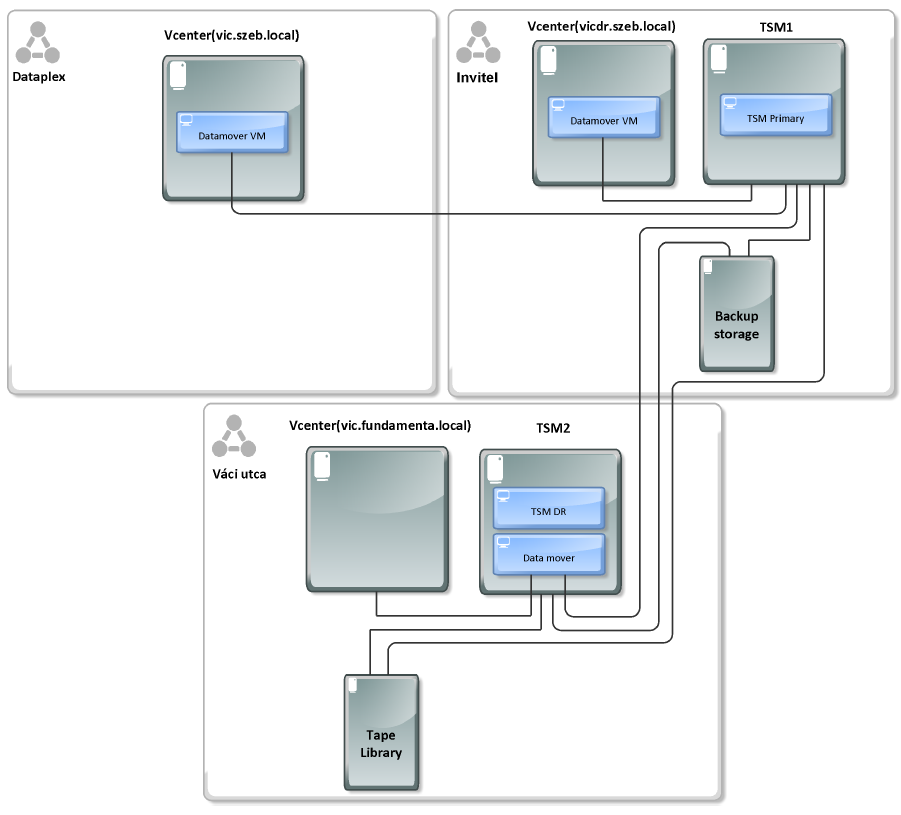 Dataplex
Vcenter(vic.szeb.local)
Datamover VM
Invitel
Vcenter(vicdr.szeb.local)
Datamover VM
TSM1
TSM Primary
Backup
storage
Váci utca
Vcenter(vic.fundamenta.local)
TSM2
TSM DR
Data mover
Tape
Library